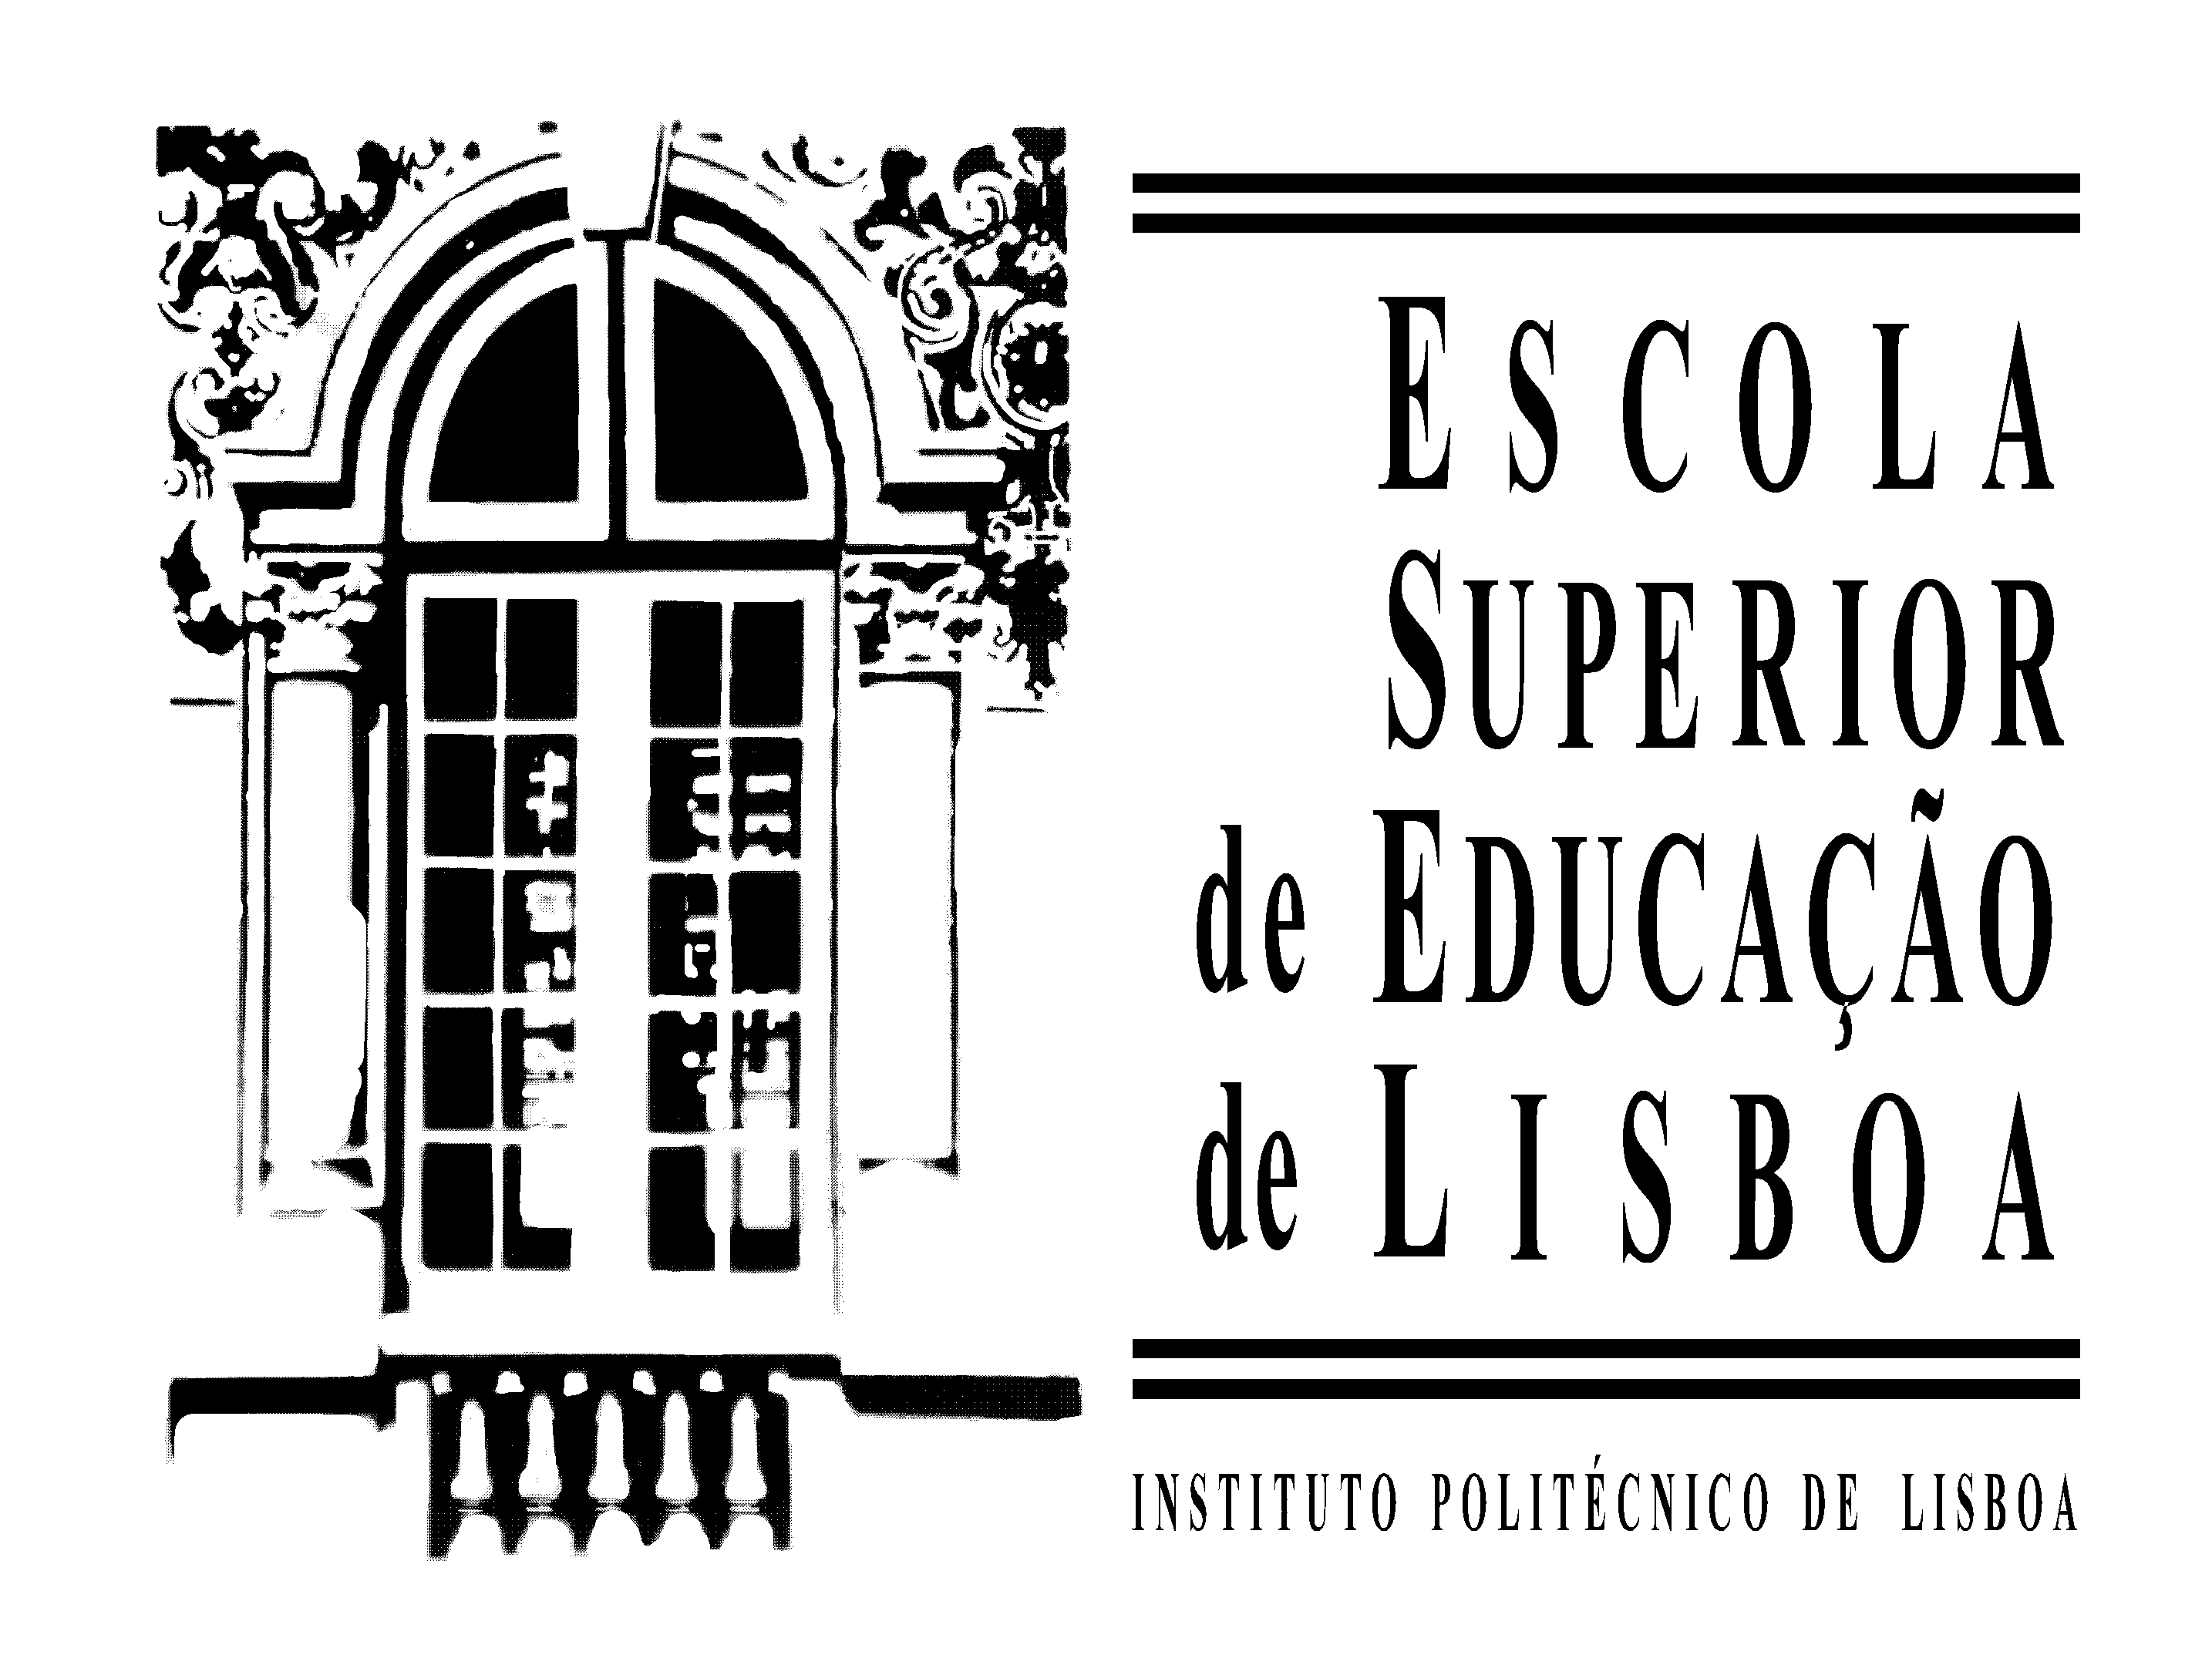 ESCOLA
SUPERIOR
de EDUCAÇÃO
de LISBOA
INSTITUTO POLITÉCNICO DE LISBOA